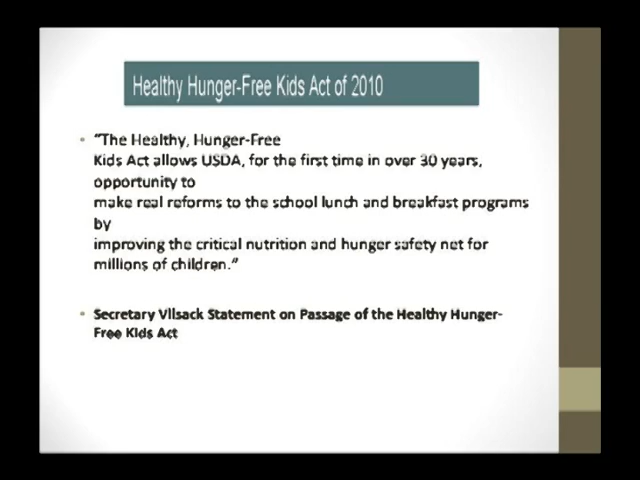 Healthy Hunger-Free Kids Act of 2010
• "The Healthy, Hunger-Free
Kids Act allows USDA, for the first time in over 30 years,
opportunity to
make real reforms to the school lunch and breakfast programs
by
improving the critical nutrition and hunger safety net for
millions of children."
• Secretary Vilsack Statement on Passage of the Healthy Hunger-
Free Kids Act